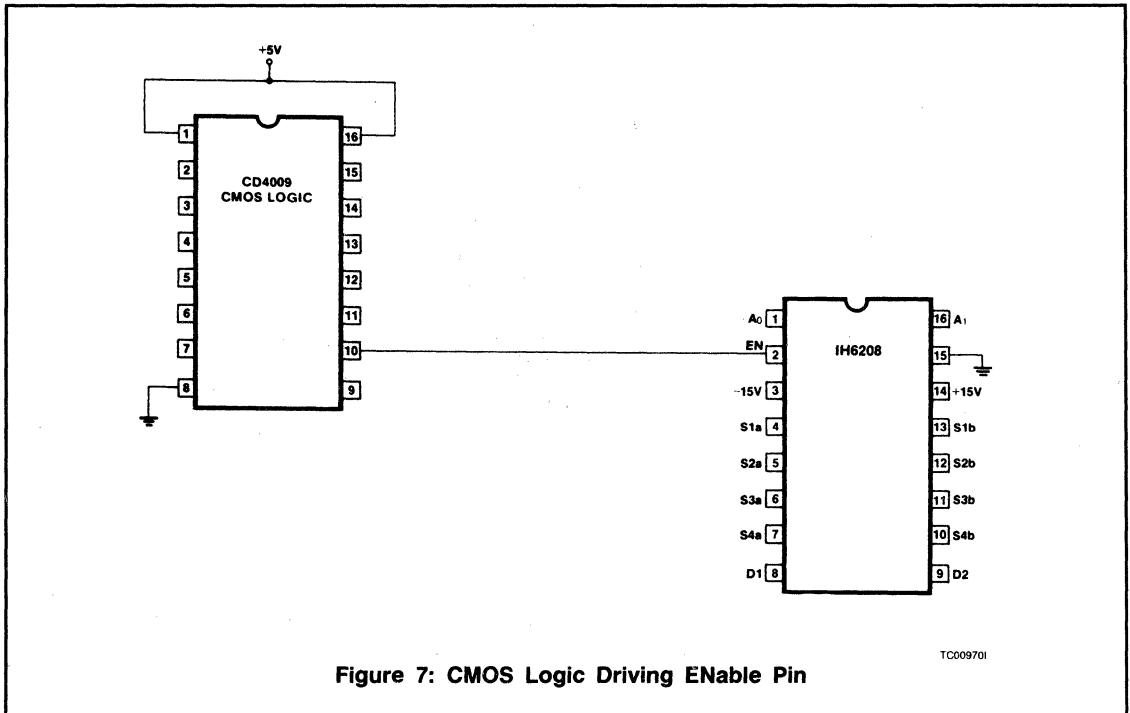 +5V
1
2
3
4
5
6
7
8
CD4009
CMOS LOGIC
16
15
14
13
12
11
10
9
A0 1
EN 2
-15V 3
S1a 4
S2a 5
S3a 6
S4a 7
D1 8
IH6208
16 A1
15
14 +15V
13 S1b
12 S2b
11 S3b
10 S4b
9 D2
TC00970I
Figure 7: CMOS Logic Driving ENable Pin